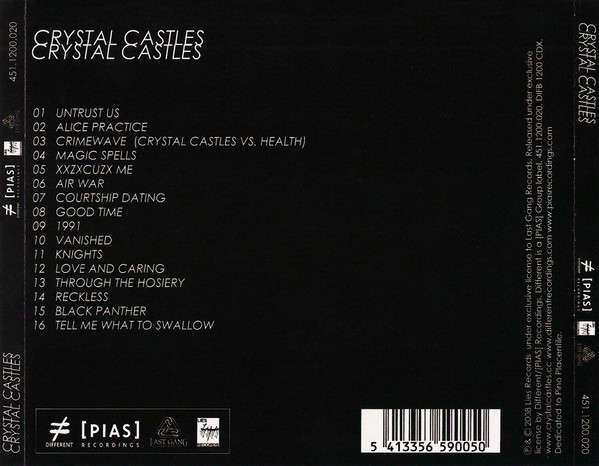 451.1200.020
CRYSTAL CASTLES
CRYSTAL CASTLES
01 UNTRUST US
02 ALICE PRACTICE
03 CRIMEWAVE (CRYSTAL CASTLES VS. HEALTH)
04 MAGIC SPELLS
05 XXZXCUZX ME
06 AIR WAR
07 COURTSHIP DATING
08 GOOD TIME
09 1991
10 VANISHED
11 KNIGHTS
12 LOVE AND CARING
13 THROUGH THE HOSIERY
14 RECKLESS
15 BLACK PANTHER
16 TELL ME WHAT TO SWALLOW
≠ [PIAS]
DIFFERENT RECORDINGS
LAST GANG
LIES
RECORDS
5 413356 590050
℗ & © 2008 Lies Records under exclusive license to Last Gang Records. Released under exclusive
license by Different/[PIAS] Recordings. Different is a [PIAS] Group label. 451.1200.020. DIFB 1200 CDX.
www.crystalcastles.cc www.differentrecordings.com www.piasrecordings.com
Dedicated to Pino Placentile.
≠ [PIAS]
CRYSTAL CASTLES
CRYSTAL CASTLES
CRYSTAL CASTLES
CRYSTAL CASTLES
≠ [PIAS]
451.1200.020